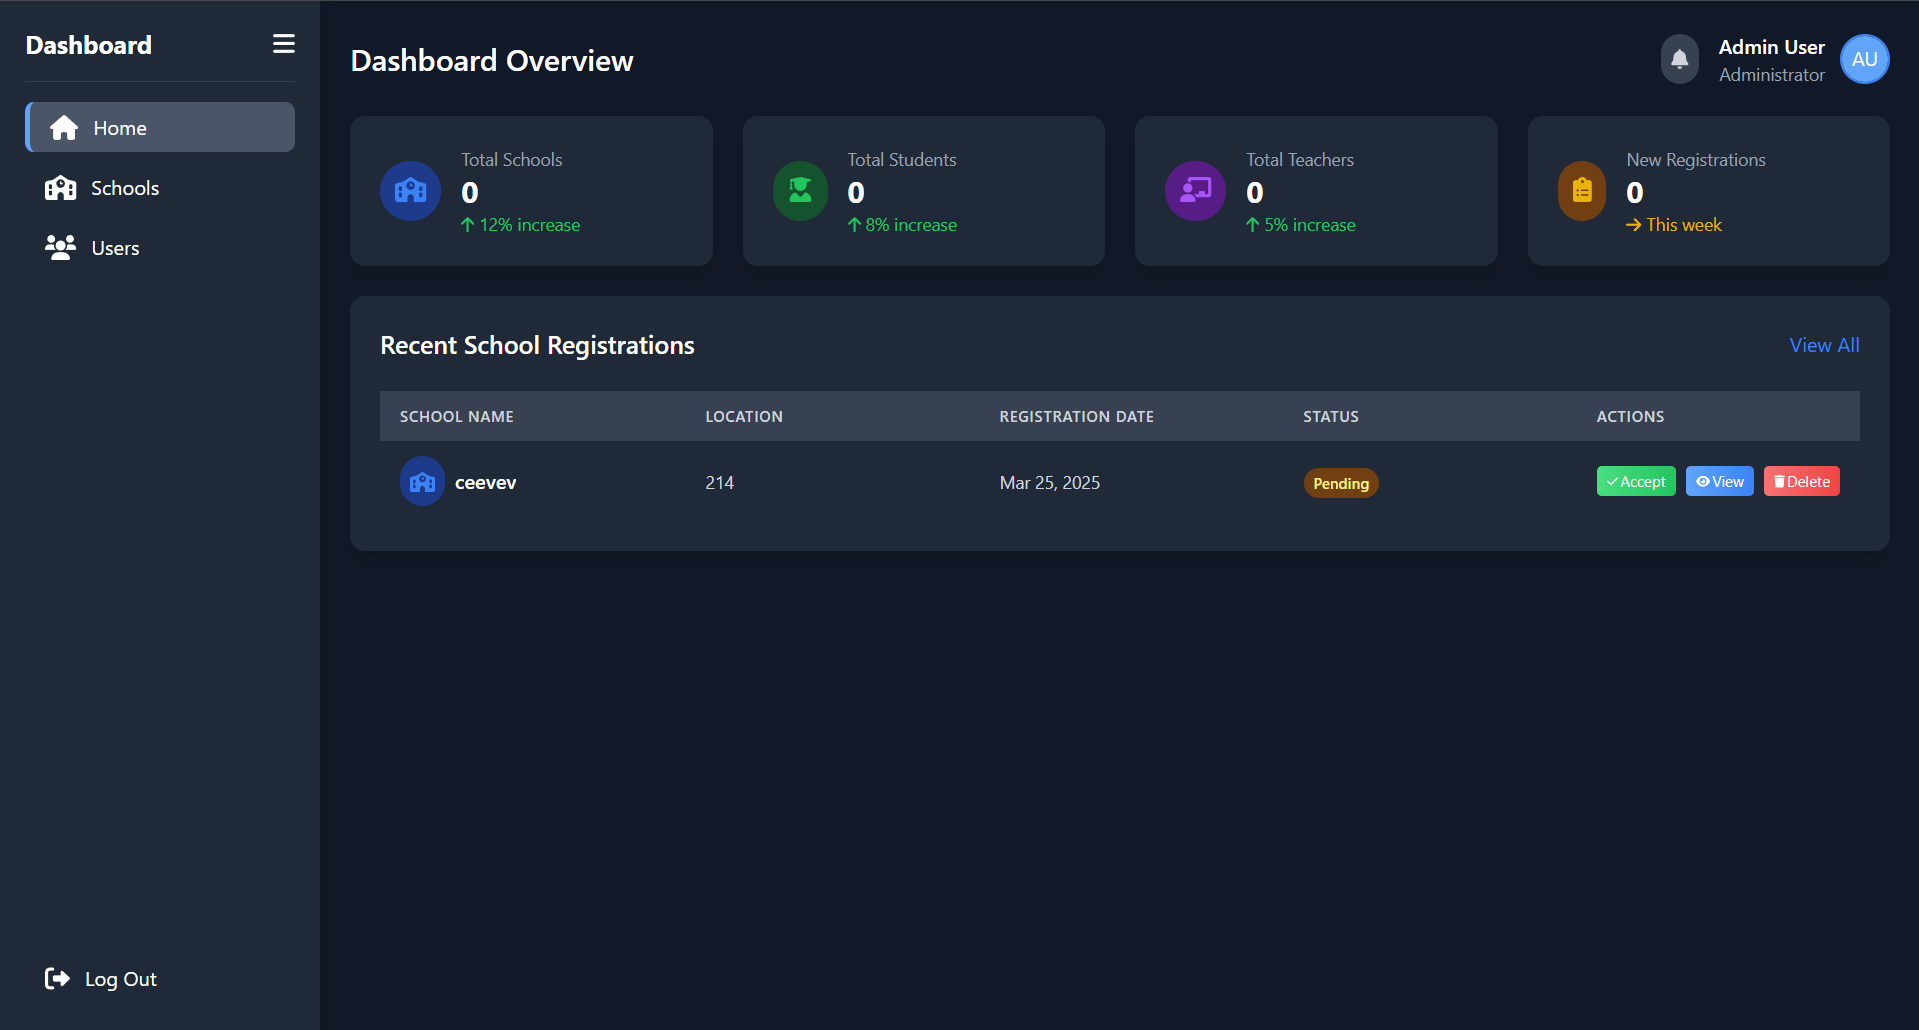 Dashboard
Home
Schools
Users
Log Out
Dashboard Overview
Admin User
Administrator
AU
Total Schools
0
12% increase
Total Students
0
8% increase
Total Teachers
0
5% increase
New Registrations
0
This week
Recent School Registrations
View All
SCHOOL NAME LOCATION REGISTRATION DATE STATUS ACTIONS
ceevev 214 Mar 25, 2025 Pending Accept View Delete